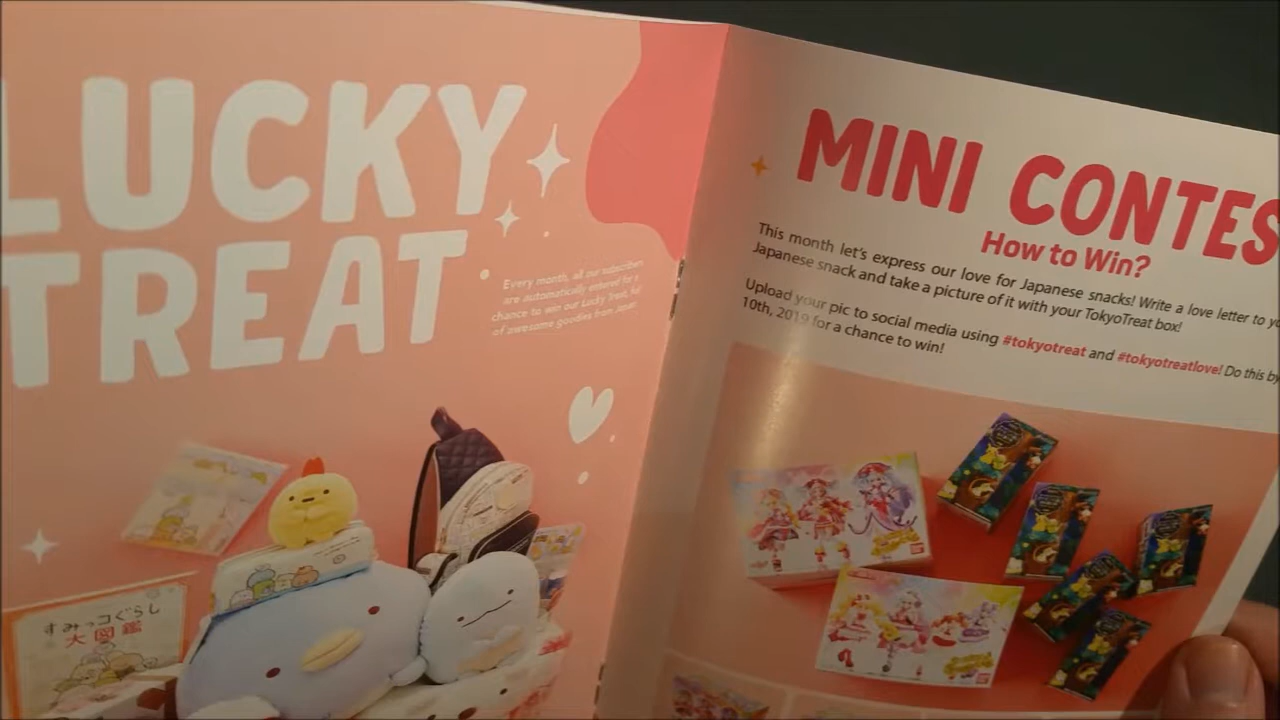 LUCKY
TREAT
Every month, all our subscribers
are automatically entered for a
chance to win our Lucky Treat, full
of awesome goodies from Japan.
すみっコぐらし
大図鑑
MINI CONTES
How to Win?
This month let's express our love for Japanese snacks! Write a love letter to yo
Japanese snack and take a picture of it with your TokyoTreat box!
Upload your pic to social media using #tokyotreat and #tokyotreatlove! Do this by
10th, 2019 for a chance to win!